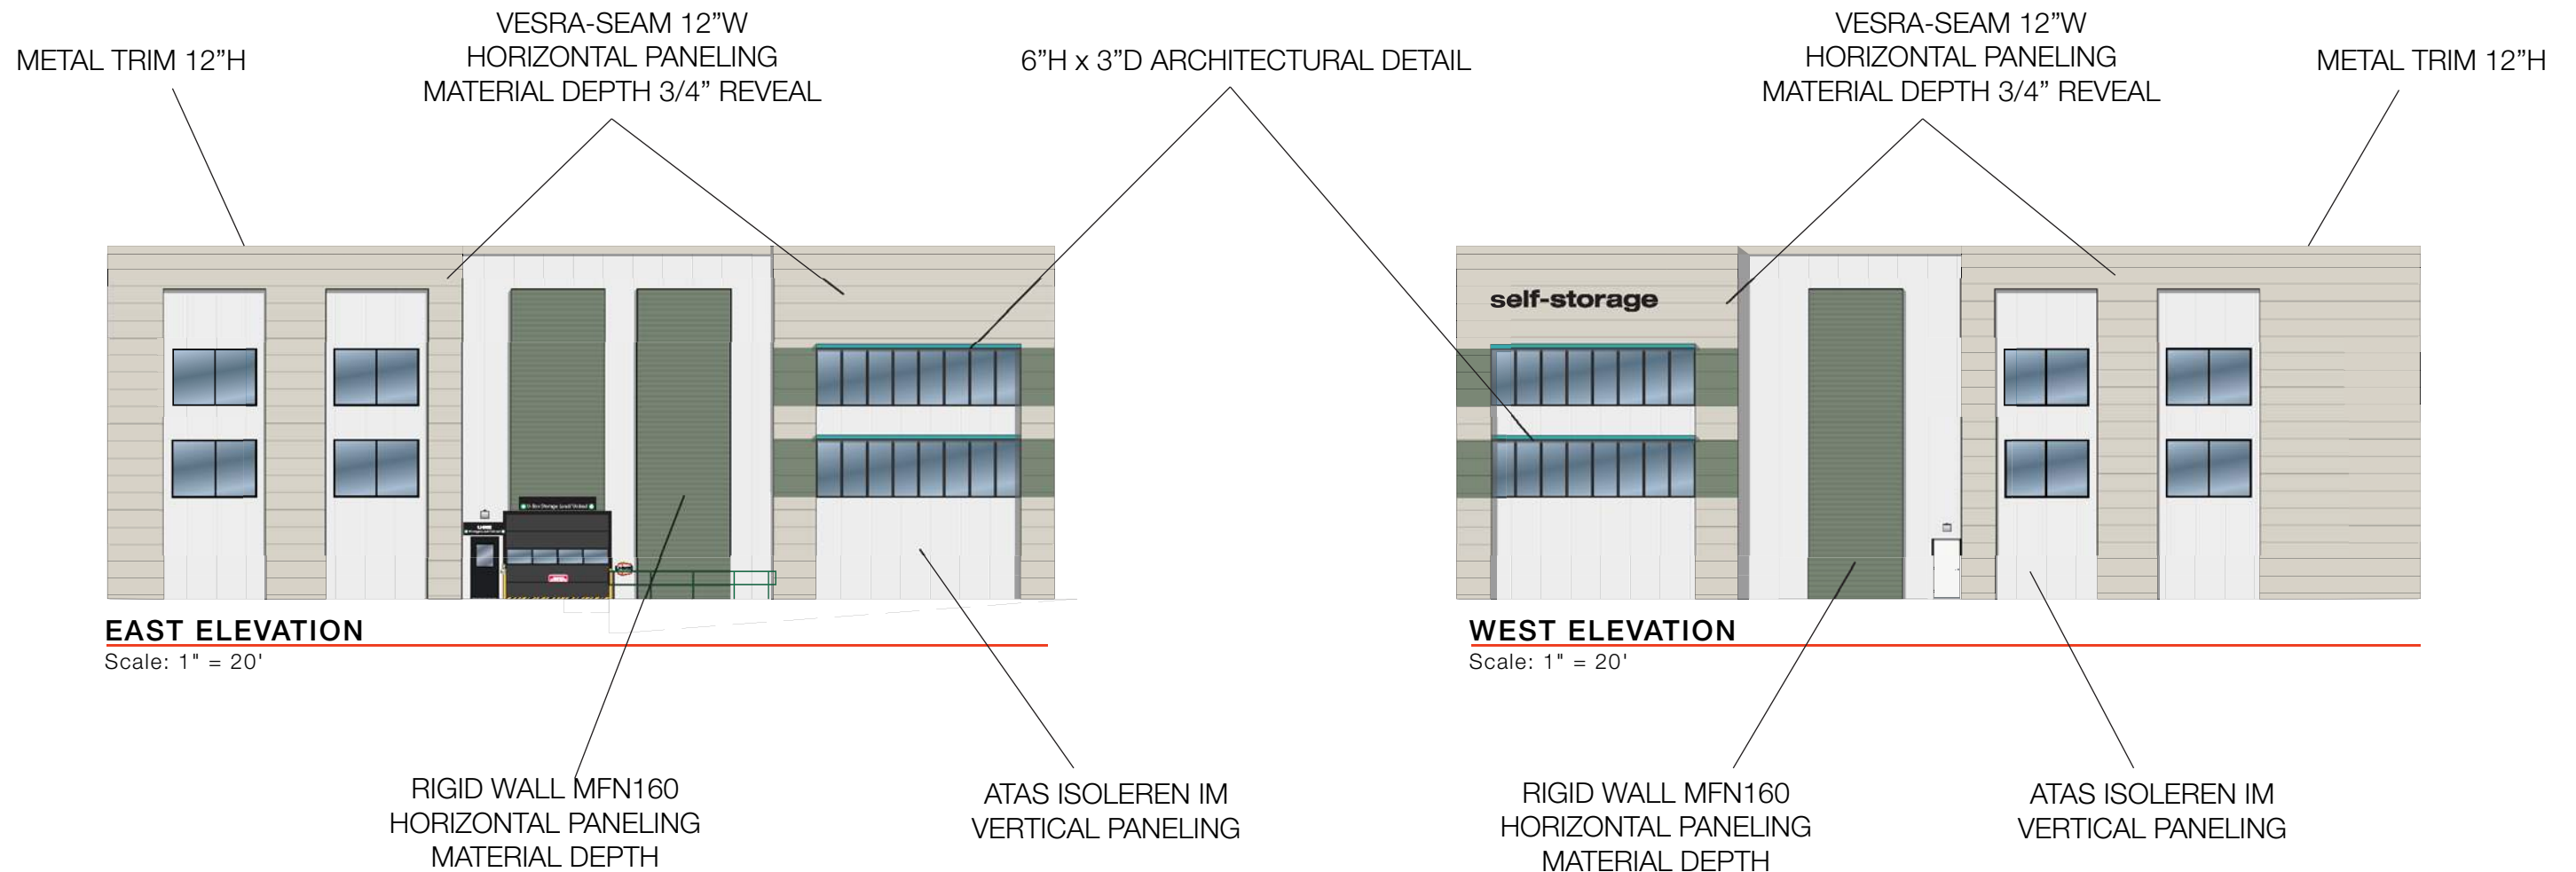 METAL TRIM 12”H
VESRA-SEAM 12”W
HORIZONTAL PANELING
MATERIAL DEPTH 3/4” REVEAL
6”H x 3”D ARCHITECTURAL DETAIL
VESRA-SEAM 12”W
HORIZONTAL PANELING
MATERIAL DEPTH 3/4” REVEAL
METAL TRIM 12”H
self-storage
EAST ELEVATION
Scale: 1" = 20'
WEST ELEVATION
Scale: 1" = 20'
RIGID WALL MFN160
HORIZONTAL PANELING
MATERIAL DEPTH
ATAS ISOLEREN IM
VERTICAL PANELING
RIGID WALL MFN160
HORIZONTAL PANELING
MATERIAL DEPTH
ATAS ISOLEREN IM
VERTICAL PANELING